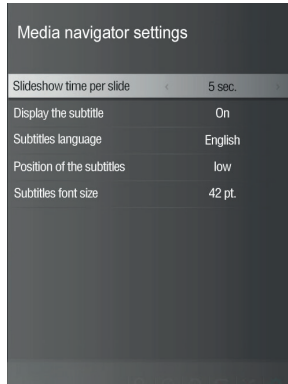 Media navigator settings
Slideshow time per slide < 5 sec. >
Display the subtitle On
Subtitles language English
Position of the subtitles low
Subtitles font size 42 pt.